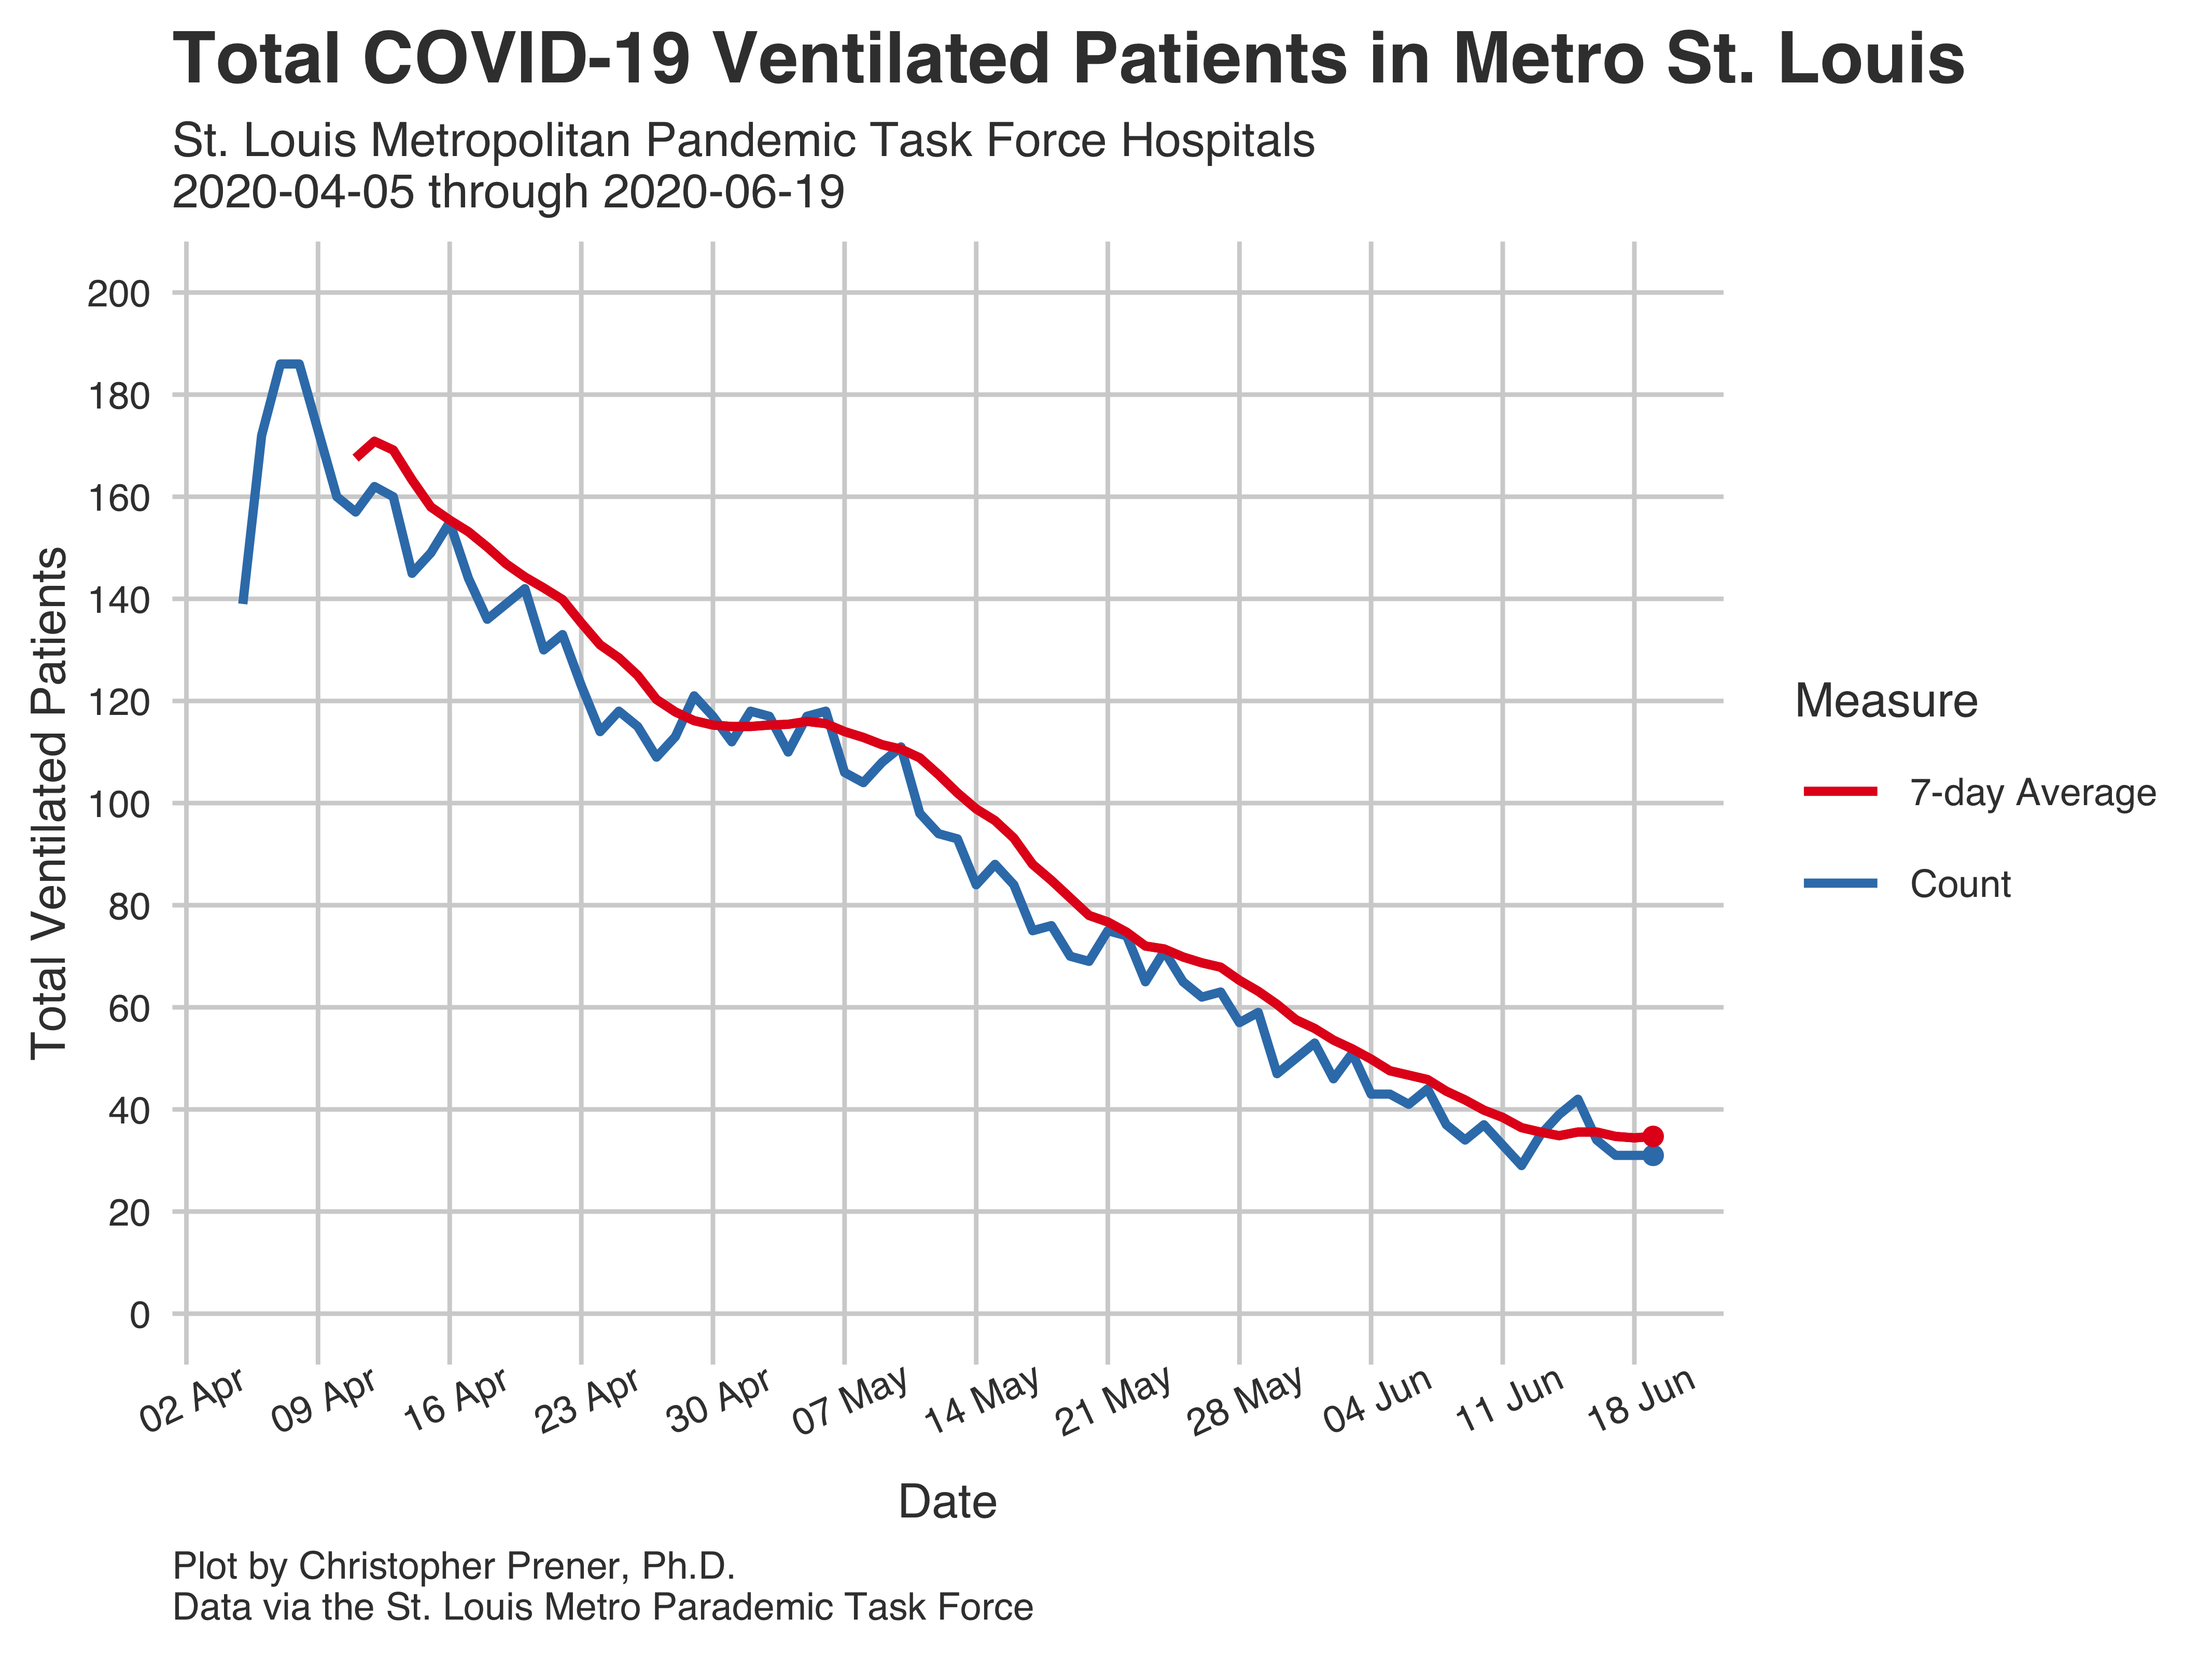 Total COVID-19 Ventilated Patients in Metro St. Louis
St. Louis Metropolitan Pandemic Task Force Hospitals
2020-04-05 through 2020-06-19
Total Ventilated Patients
200
180
160
140
120
100
80
60
40
20
0
02 Apr
09 Apr
16 Apr
23 Apr
30 Apr
07 May
14 May
21 May
28 May
04 Jun
11 Jun
18 Jun
Date
Measure
7-day Average
Count
Plot by Christopher Prener, Ph.D.
Data via the St. Louis Metro Parademic Task Force